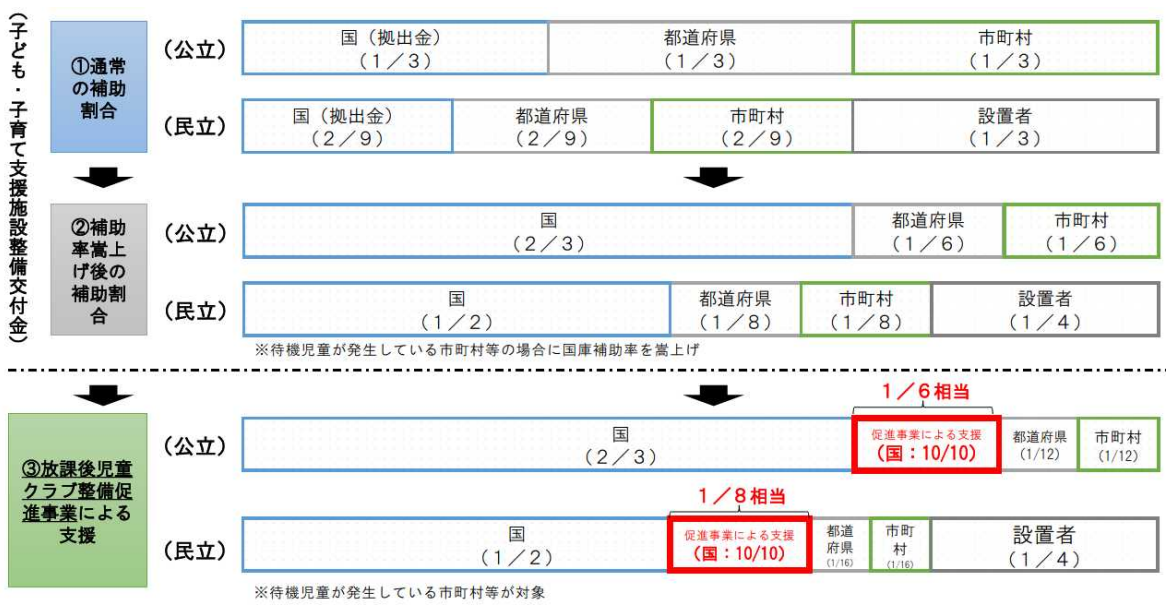 （子ども・子育て支援施設整備交付金）
①通常
の補助
割合
（公立）
国（拠出金）
（１／３）
都道府県
（１／３）
市町村
（１／３）
（民立）
国（拠出金）
（２／９）
都道府県
（２／９）
市町村
（２／９）
設置者
（１／３）
②補助
率嵩上
げ後の
補助割
合
（公立）
国
（２／３）
都道府県
（１／６）
市町村
（１／６）
（民立）
国
（１／２）
都道府県
（１／８）
市町村
（１／８）
設置者
（１／４）
※待機児童が発生している市町村等の場合に国庫補助率を嵩上げ
③放課後児童
クラブ整備促
進事業による
支援
１／６相当
（公立）
国
（２／３）
促進事業による支援
（国：10/10）
都道府県
(1/12)
市町村
(1/12)
１／８相当
（民立）
国
（１／２）
促進事業による支援
（国：10/10）
都道
府県
(1/16)
市町
村
(1/16)
設置者
（１／４）
※待機児童が発生している市町村等が対象